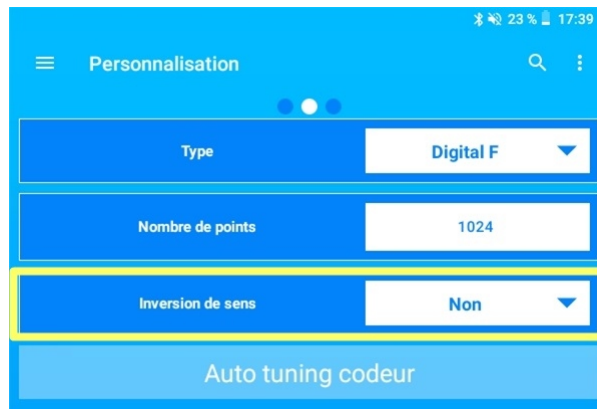 23 % 17:39
Personnalisation
Type Digital F
Nombre de points 1024
Inversion de sens Non
Auto tuning codeur